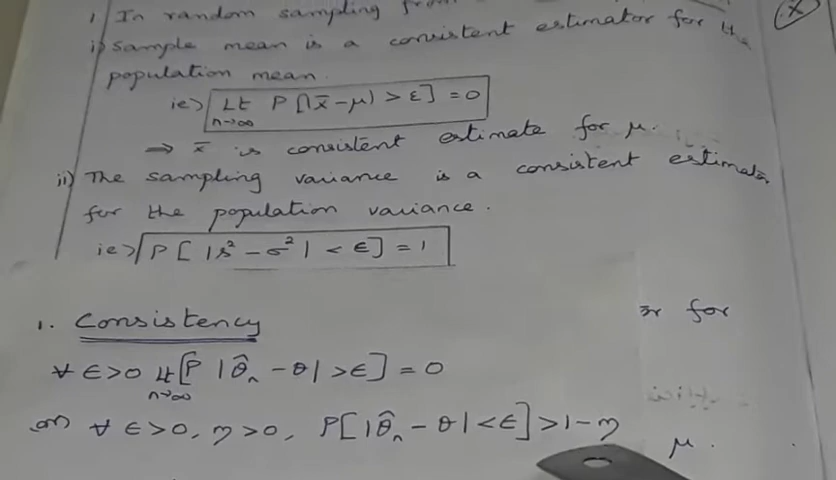 1 In random sampling from
i) Sample mean is a consistent estimator for the
population mean.
ie> Lt n→∞ P[|x̄-μ| > ε] = 0
⇒ x̄ is consistent estimate for μ.
ii) The sampling variance is a consistent estimator
for the population variance.
ie> P[ |s² - σ²| < ε] = 1
1. Consistency
∀ ε>0 Lt n→∞ [P |θ̂ₙ - θ| > ε] = 0
or ∀ ε>0, η>0, P[|θ̂ₙ - θ| < ε] > 1-η
for
μ.